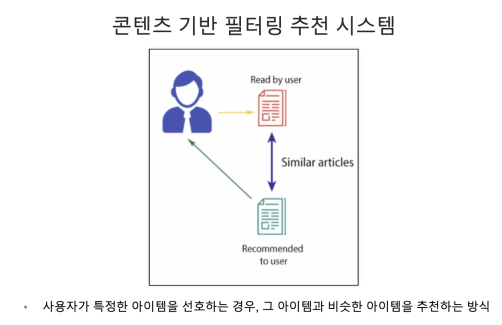 콘텐츠 기반 필터링 추천 시스템
Read by user
Similar articles
Recommended
to user
• 사용자가 특정한 아이템을 선호하는 경우, 그 아이템과 비슷한 아이템을 추천하는 방식